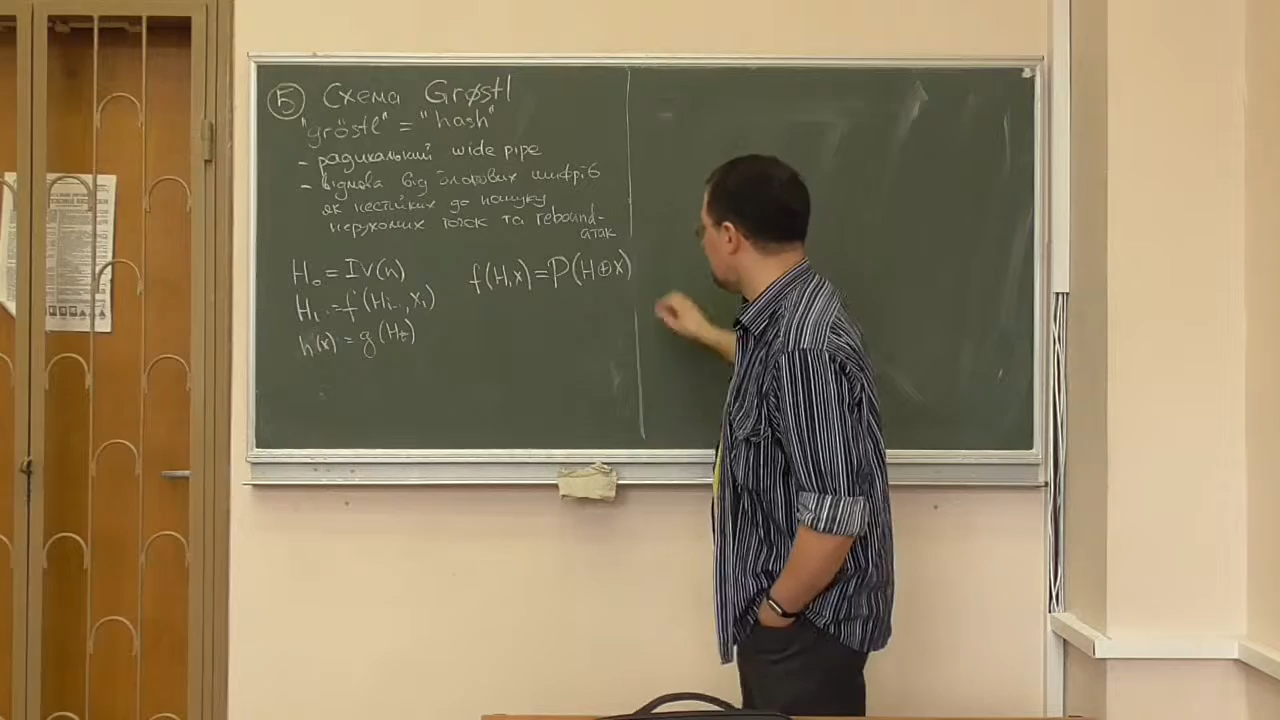 5 Схема Grøstl
"gröstl" = "hash"
- радикальний wide pipe
- відмова від блокових шифрів
як нестійких до пошуку
нерухомих точок та rebound-
атак
H₀ = IV(n)
Hᵢ = f(Hᵢ₋₁, Xᵢ)
h(x) = g(Hₜ)
f(H,x)=P(H⊕x)